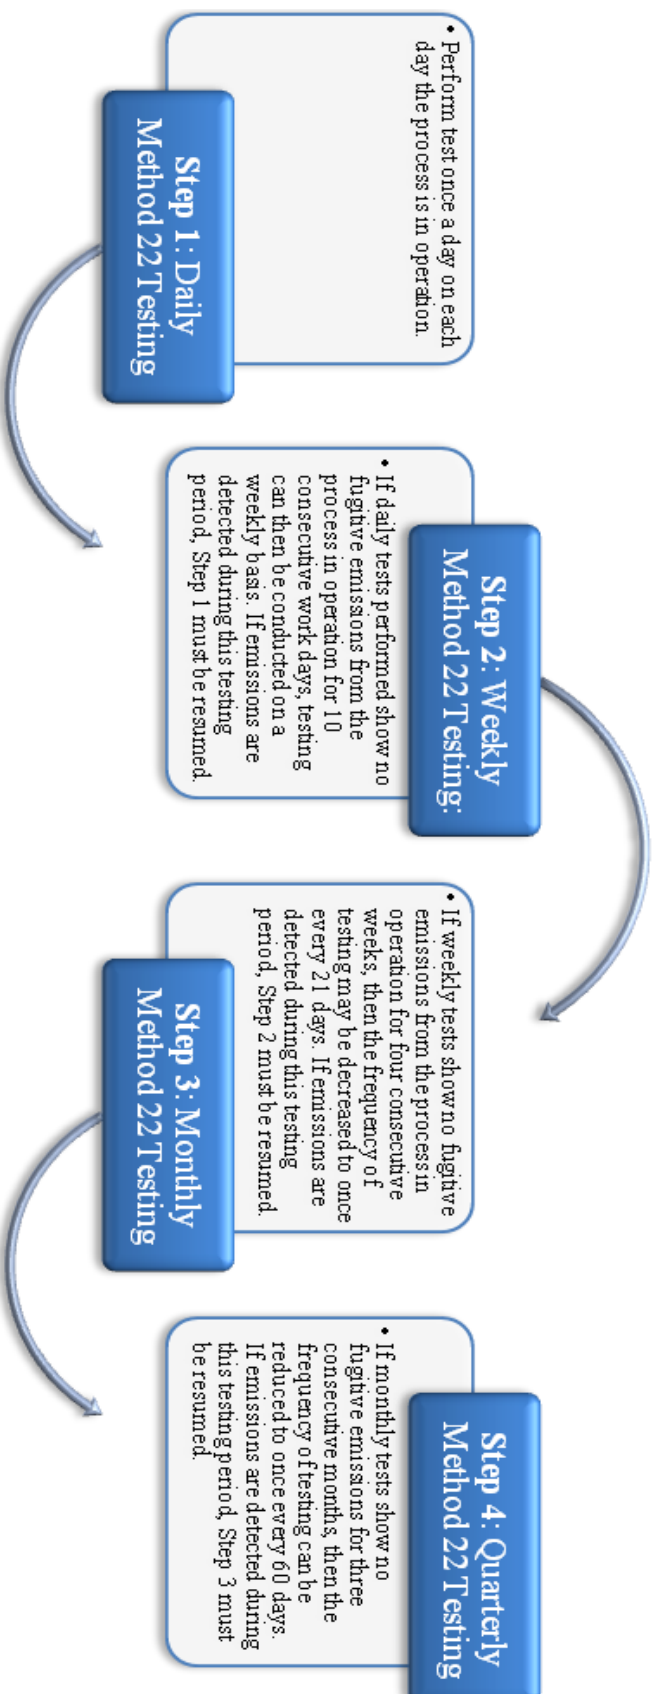 • Perform test once a day on each
day the process is in operation.
Step 1: Daily
Method 22 Testing
Step 2: Weekly
Method 22 Testing:
• If daily tests performed show no
fugitive emissions from the
process in operation for 10
consecutive work days, testing
can then be conducted on a
weekly basis. If emissions are
detected during this testing
period, Step 1 must be resumed.
• If weekly tests show no fugitive
emissions from the process in
operation for four consecutive
weeks, then the frequency of
testing may be decreased to once
every 21 days. If emissions are
detected during this testing
period, Step 2 must be resumed.
Step 3: Monthly
Method 22 Testing
Step 4: Quarterly
Method 22 Testing
• If monthly tests show no
fugitive emissions for three
consecutive months, then the
frequency of testing can be
reduced to once every 60 days.
If emissions are detected during
this testing period, Step 3 must
be resumed.